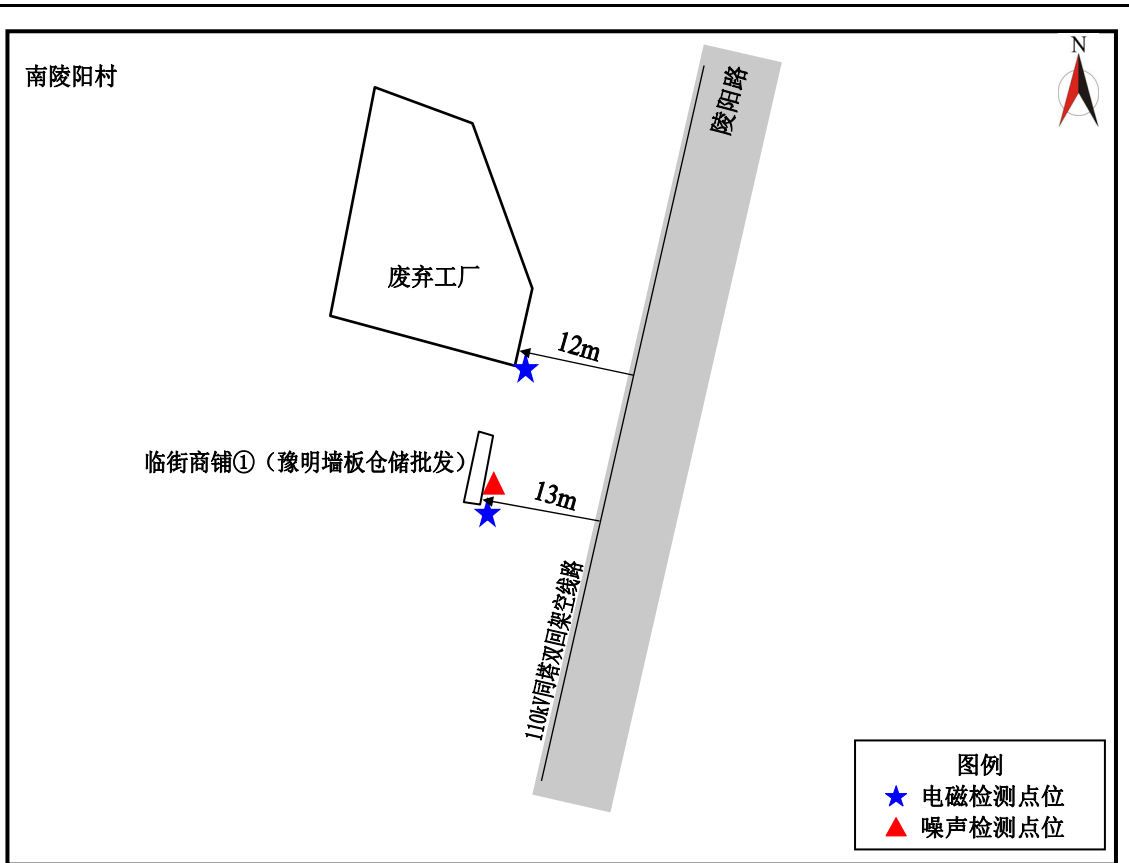 N
南陵阳村
陵阳路
废弃工厂
12m
临街商铺①（豫明墙板仓储批发）
13m
110kV同塔双回架空线路
图例
电磁检测点位
噪声检测点位